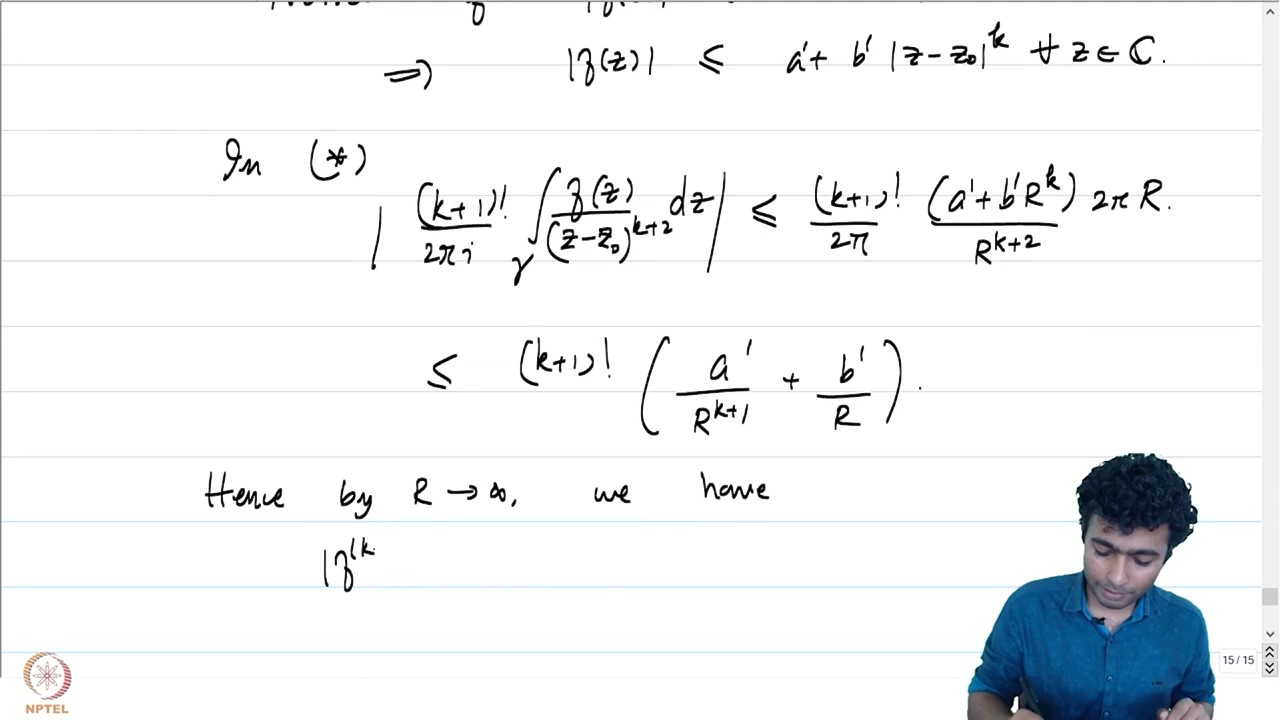 ⟹ |f(z)| ≤ a' + b' |z-z₀|^k ∀ z ∈ ℂ.
In (*)
| (k+1)!/(2πi) ∫_γ f(z)/(z-z₀)^{k+2} dz | ≤ (k+1)!/(2π) (a'+b'R^k)/R^{k+2} 2πR.
≤ (k+1)! ( a'/R^{k+1} + b'/R ).
Hence by R → ∞, we have
|f^{(k
15 / 15
NPTEL